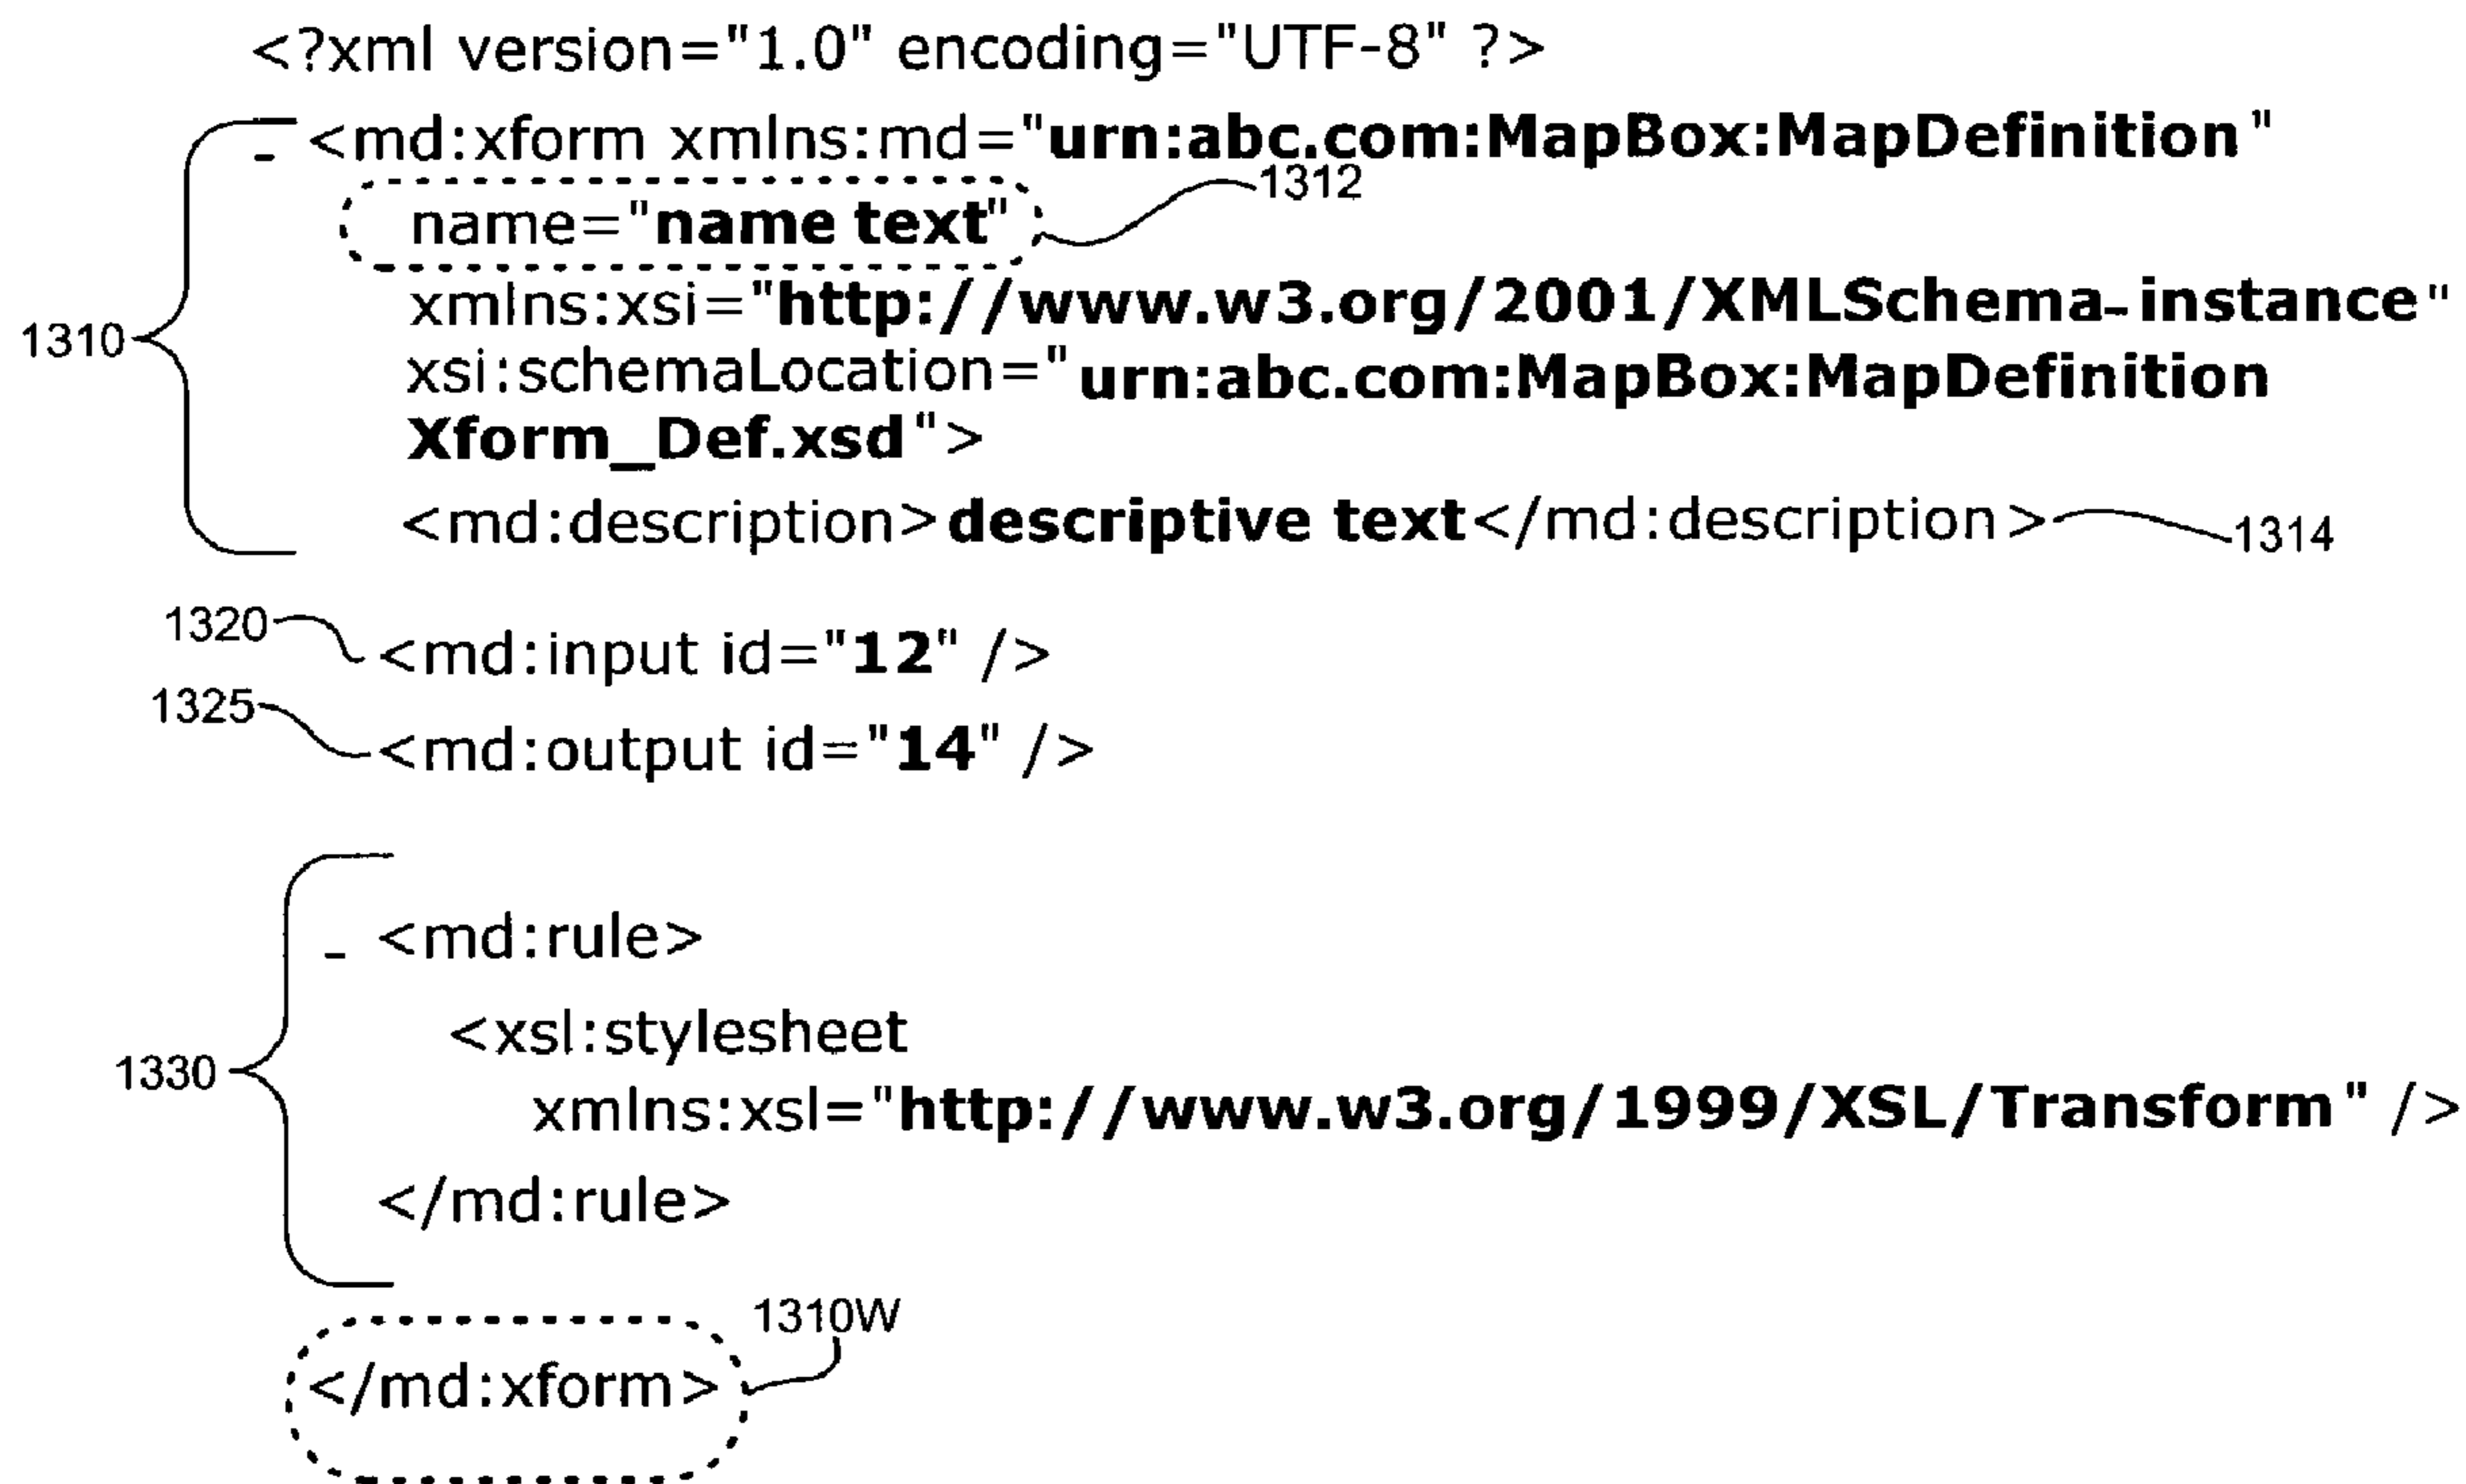 <?xml version="1.0" encoding="UTF-8" ?>
- <md:xform xmlns:md="urn:abc.com:MapBox:MapDefinition"
1312
name="name text"
xmlns:xsi="http://www.w3.org/2001/XMLSchema-instance"
1310
xsi:schemaLocation="urn:abc.com:MapBox:MapDefinition
Xform_Def.xsd">
<md:description>descriptive text</md:description>
1314
1320
<md:input id="12" />
1325
<md:output id="14" />
- <md:rule>
<xsl:stylesheet
1330
xmlns:xsl="http://www.w3.org/1999/XSL/Transform" />
</md:rule>
1310W
</md:xform>